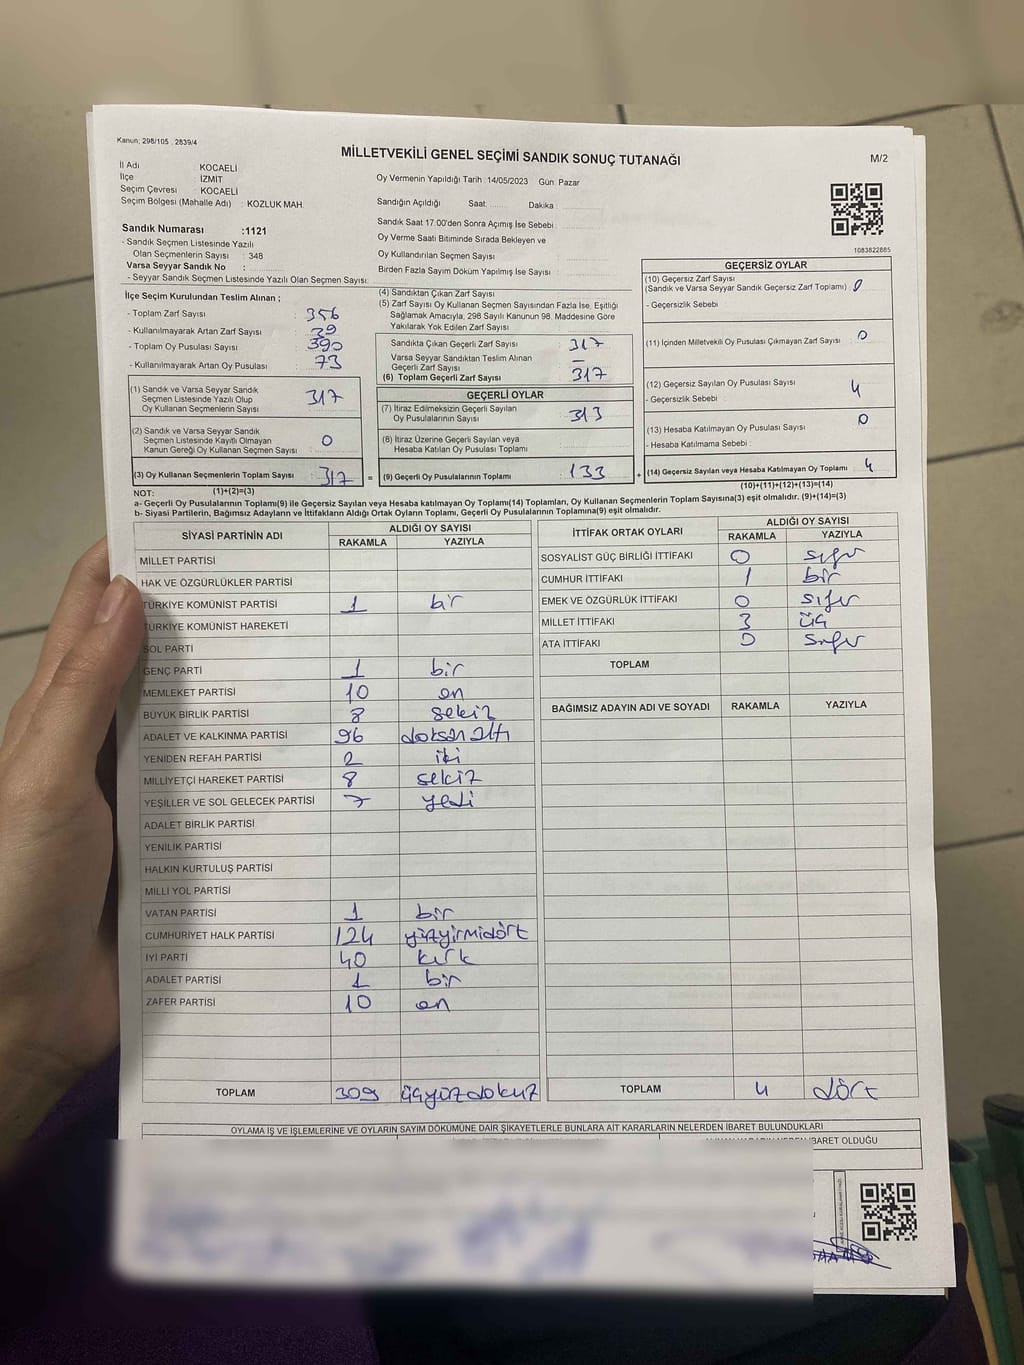 Kanun; 298/105 , 2839/4
MİLLETVEKİLİ GENEL SEÇİMİ SANDIK SONUÇ TUTANAĞI
M/2
İl Adı KOCAELİ
İlçe : İZMİT
Seçim Çevresi : KOCAELİ
Seçim Bölgesi (Mahalle Adı) : KOZLUK MAH.
Oy Vermenin Yapıldığı Tarih :14/05/2023 Gün: Pazar
Sandığın Açıldığı Saat: Dakika :
Sandık Saat 17.00'den Sonra Açılmış İse Sebebi :
Oy Verme Saati Bitiminde Sırada Bekleyen ve
Oy Kullandırılan Seçmen Sayısı
Birden Fazla Sayım Döküm Yapılmış İse Sayısı :
1083822885
Sandık Numarası :1121
- Sandık Seçmen Listesinde Yazılı
Olan Seçmenlerin Sayısı : 348
Varsa Seyyar Sandık No :
- Seyyar Sandık Seçmen Listesinde Yazılı Olan Seçmen Sayısı:
İlçe Seçim Kurulundan Teslim Alınan ;
- Toplam Zarf Sayısı : 356
- Kullanılmayarak Artan Zarf Sayısı : 39
- Toplam Oy Pusulası Sayısı : 390
- Kullanılmayarak Artan Oy Pusulası : 73
(1) Sandık ve Varsa Seyyar Sandık
Seçmen Listesinde Yazılı Olup
Oy Kullanan Seçmenlerin Sayısı : 317
(2) Sandık ve Varsa Seyyar Sandık
Seçmen Listesinde Kayıtlı Olmayan
Kanun Gereği Oy Kullanan Seçmen Sayısı : 0
(3) Oy Kullanan Seçmenlerin Toplam Sayısı : 317 =
(1)+(2)=(3)
(4) Sandıktan Çıkan Zarf Sayısı
(5) Zarf Sayısı Oy Kullanan Seçmen Sayısından Fazla İse, Eşitliği
Sağlamak Amacıyla, 298 Sayılı Kanunun 98. Maddesine Göre
Yakılarak Yok Edilen Zarf Sayısı :
Sandıkta Çıkan Geçerli Zarf Sayısı : 317
Varsa Seyyar Sandıktan Teslim Alınan
Geçerli Zarf Sayısı : –
(6) Toplam Geçerli Zarf Sayısı : 317
GEÇERLİ OYLAR
(7) İtiraz Edilmeksizin Geçerli Sayılan
Oy Pusulalarının Sayısı : 313
(8) İtiraz Üzerine Geçerli Sayılan veya
Hesaba Katılan Oy Pusulası Toplamı :
(9) Geçerli Oy Pusulalarının Toplamı : 133 +
GEÇERSİZ OYLAR
(10) Geçersiz Zarf Sayısı
(Sandık ve Varsa Seyyar Sandık Geçersiz Zarf Toplamı) : 0
- Geçersizlik Sebebi :
(11) İçinden Milletvekili Oy Pusulası Çıkmayan Zarf Sayısı : 0
(12) Geçersiz Sayılan Oy Pusulası Sayısı : 4
- Geçersizlik Sebebi :
(13) Hesaba Katılmayan Oy Pusulası Sayısı : 0
- Hesaba Katılmama Sebebi :
(14) Geçersiz Sayılan veya Hesaba Katılmayan Oy Toplamı : 4
(10)+(11)+(12)+(13)=(14)
NOT:
a- Geçerli Oy Pusulalarının Toplamı(9) ile Geçersiz Sayılan veya Hesaba katılmayan Oy Toplamı(14) Toplamları, Oy Kullanan Seçmenlerin Toplam Sayısına(3) eşit olmalıdır. (9)+(14)=(3)
b- Siyasi Partilerin, Bağımsız Adayların ve İttifakların Aldığı Ortak Oyların Toplamı, Geçerli Oy Pusulalarının Toplamına(9) eşit olmalıdır.
SİYASİ PARTİNİN ADI ALDIĞI OY SAYISI
RAKAMLA YAZIYLA
MİLLET PARTİSİ
HAK VE ÖZGÜRLÜKLER PARTİSİ
TÜRKİYE KOMÜNİST PARTİSİ 1 bir
TÜRKİYE KOMÜNİST HAREKETİ
SOL PARTİ
GENÇ PARTİ 1 bir
MEMLEKET PARTİSİ 10 on
BÜYÜK BİRLİK PARTİSİ 8 sekiz
ADALET VE KALKINMA PARTİSİ 96 doksan altı
YENİDEN REFAH PARTİSİ 2 iki
MİLLİYETÇİ HAREKET PARTİSİ 8 sekiz
YEŞİLLER VE SOL GELECEK PARTİSİ 7 yedi
ADALET BİRLİK PARTİSİ
YENİLİK PARTİSİ
HALKIN KURTULUŞ PARTİSİ
MİLLİ YOL PARTİSİ
VATAN PARTİSİ 1 bir
CUMHURİYET HALK PARTİSİ 124 yüzyirmidört
İYİ PARTİ 40 kırk
ADALET PARTİSİ 1 bir
ZAFER PARTİSİ 10 on
TOPLAM 309 üçyüzdokuz
İTTİFAK ORTAK OYLARI ALDIĞI OY SAYISI
RAKAMLA YAZIYLA
SOSYALİST GÜÇ BİRLİĞİ İTTİFAKI 0 sıfır
CUMHUR İTTİFAKI 1 bir
EMEK VE ÖZGÜRLÜK İTTİFAKI 0 sıfır
MİLLET İTTİFAKI 3 üç
ATA İTTİFAKI 0 sıfır
TOPLAM
BAĞIMSIZ ADAYIN ADI VE SOYADI RAKAMLA YAZIYLA
TOPLAM 4 dört
OYLAMA İŞ VE İŞLEMLERİNE VE OYLARIN SAYIM DÖKÜMÜNE DAİR ŞİKAYETLERLE BUNLARA AİT KARARLARIN NELERDEN İBARET BULUNDUKLARI
İBARET OLDUĞU